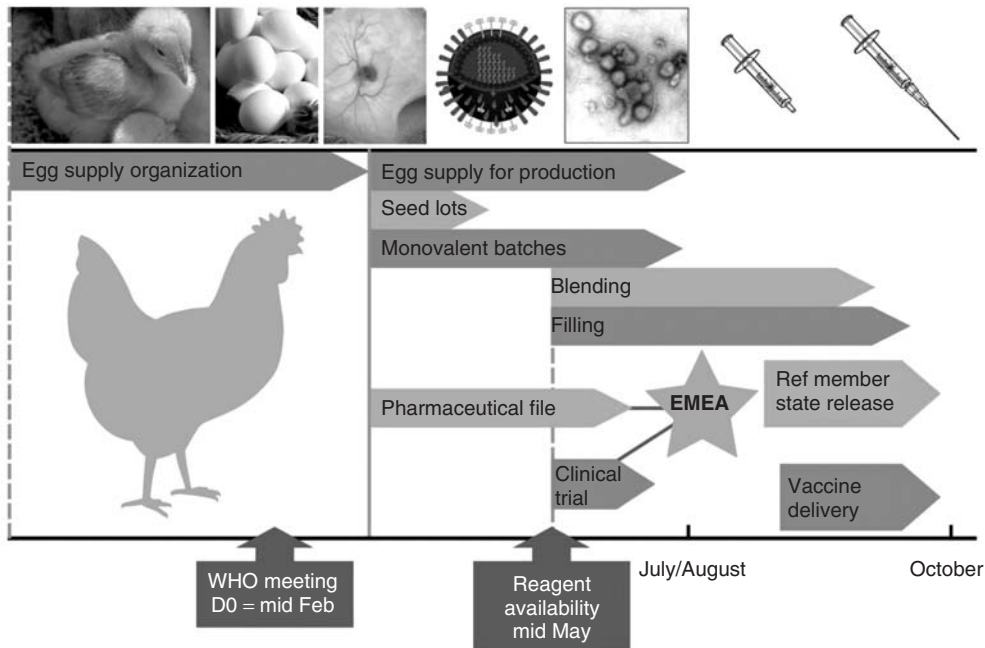 Egg supply organization
Egg supply for production
Seed lots
Monovalent batches
Blending
Filling
Pharmaceutical file
EMEA
Ref member
state release
Clinical
trial
Vaccine
delivery
WHO meeting
D0 = mid Feb
Reagent
availability
mid May
July/August
October